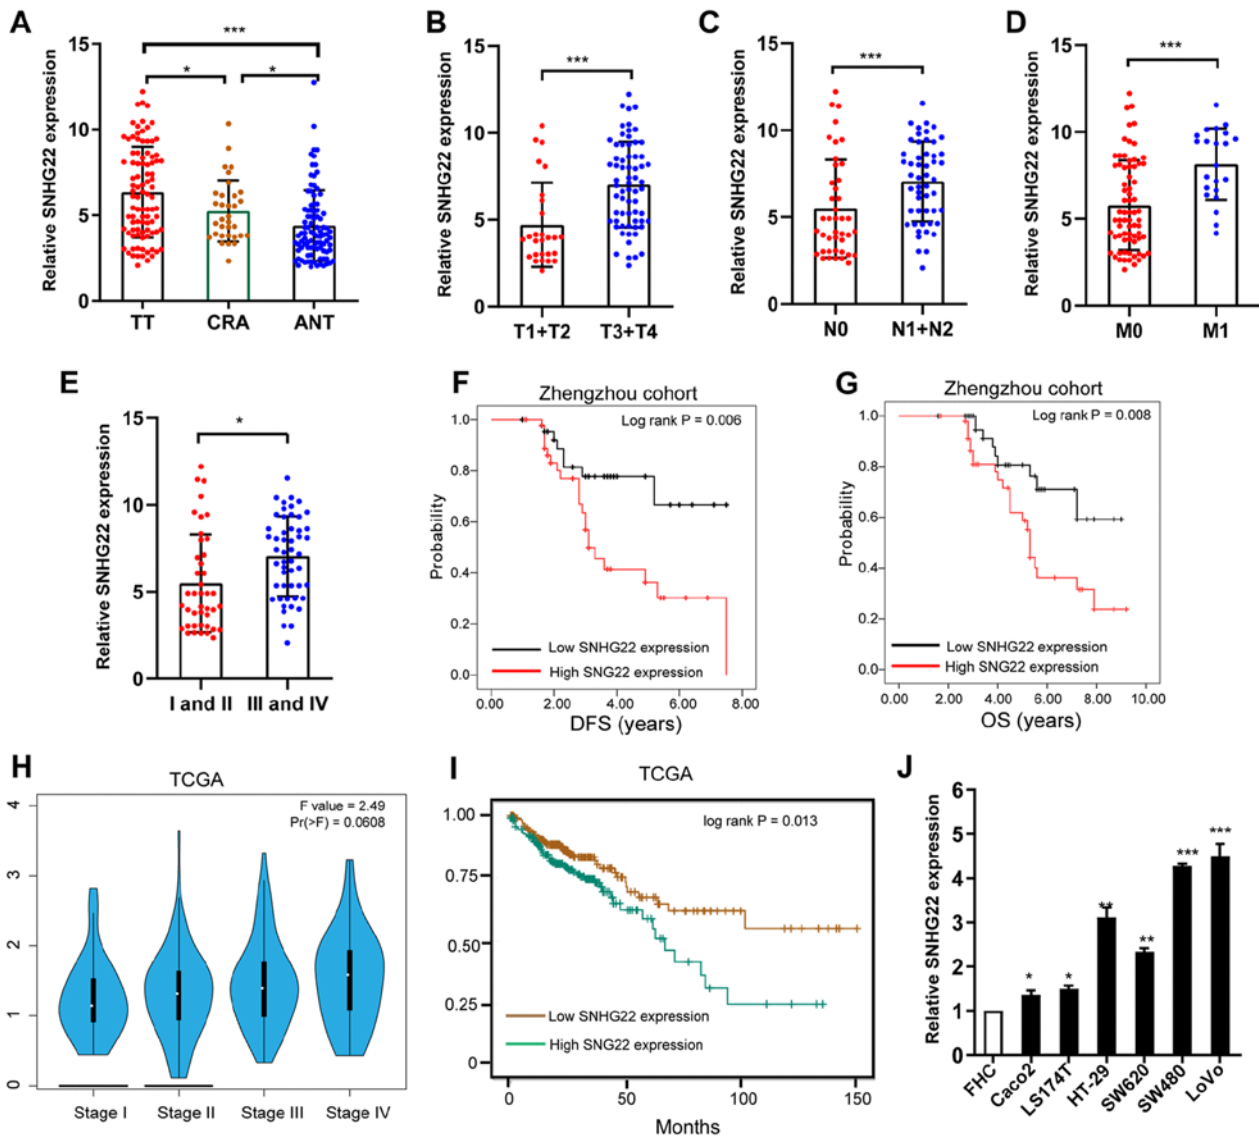 A
Relative SNHG22 expression
15
10
5
0
***
*
*
TT
CRA
ANT
B
Relative SNHG22 expression
15
10
5
0
***
T1+T2
T3+T4
C
Relative SNHG22 expression
15
10
5
0
***
N0
N1+N2
D
Relative SNHG22 expression
15
10
5
0
***
M0
M1
E
Relative SNHG22 expression
15
10
5
0
*
I and II
III and IV
F
Zhengzhou cohort
Log rank P = 0.006
Probability
1.0
0.8
0.6
0.4
0.2
0.0
Low SNHG22 expression
High SNG22 expression
0.00
2.00
4.00
6.00
8.00
DFS (years)
G
Zhengzhou cohort
Log rank P = 0.008
Probability
1.0
0.8
0.6
0.4
0.2
0.0
Low SNHG22 expression
High SNG22 expression
0.00
2.00
4.00
6.00
8.00
10.00
OS (years)
H
TCGA
F value = 2.49
Pr(>F) = 0.0608
4
3
2
1
0
Stage I
Stage II
Stage III
Stage IV
I
TCGA
log rank P = 0.013
1.00
0.75
0.50
0.25
0
Low SNHG22 expression
High SNG22 expression
0
50
100
150
Months
J
Relative SNHG22 expression
6
5
4
3
2
1
0
*
*
**
**
***
***
FHC
Caco2
LS174T
HT-29
SW620
SW480
LoVo